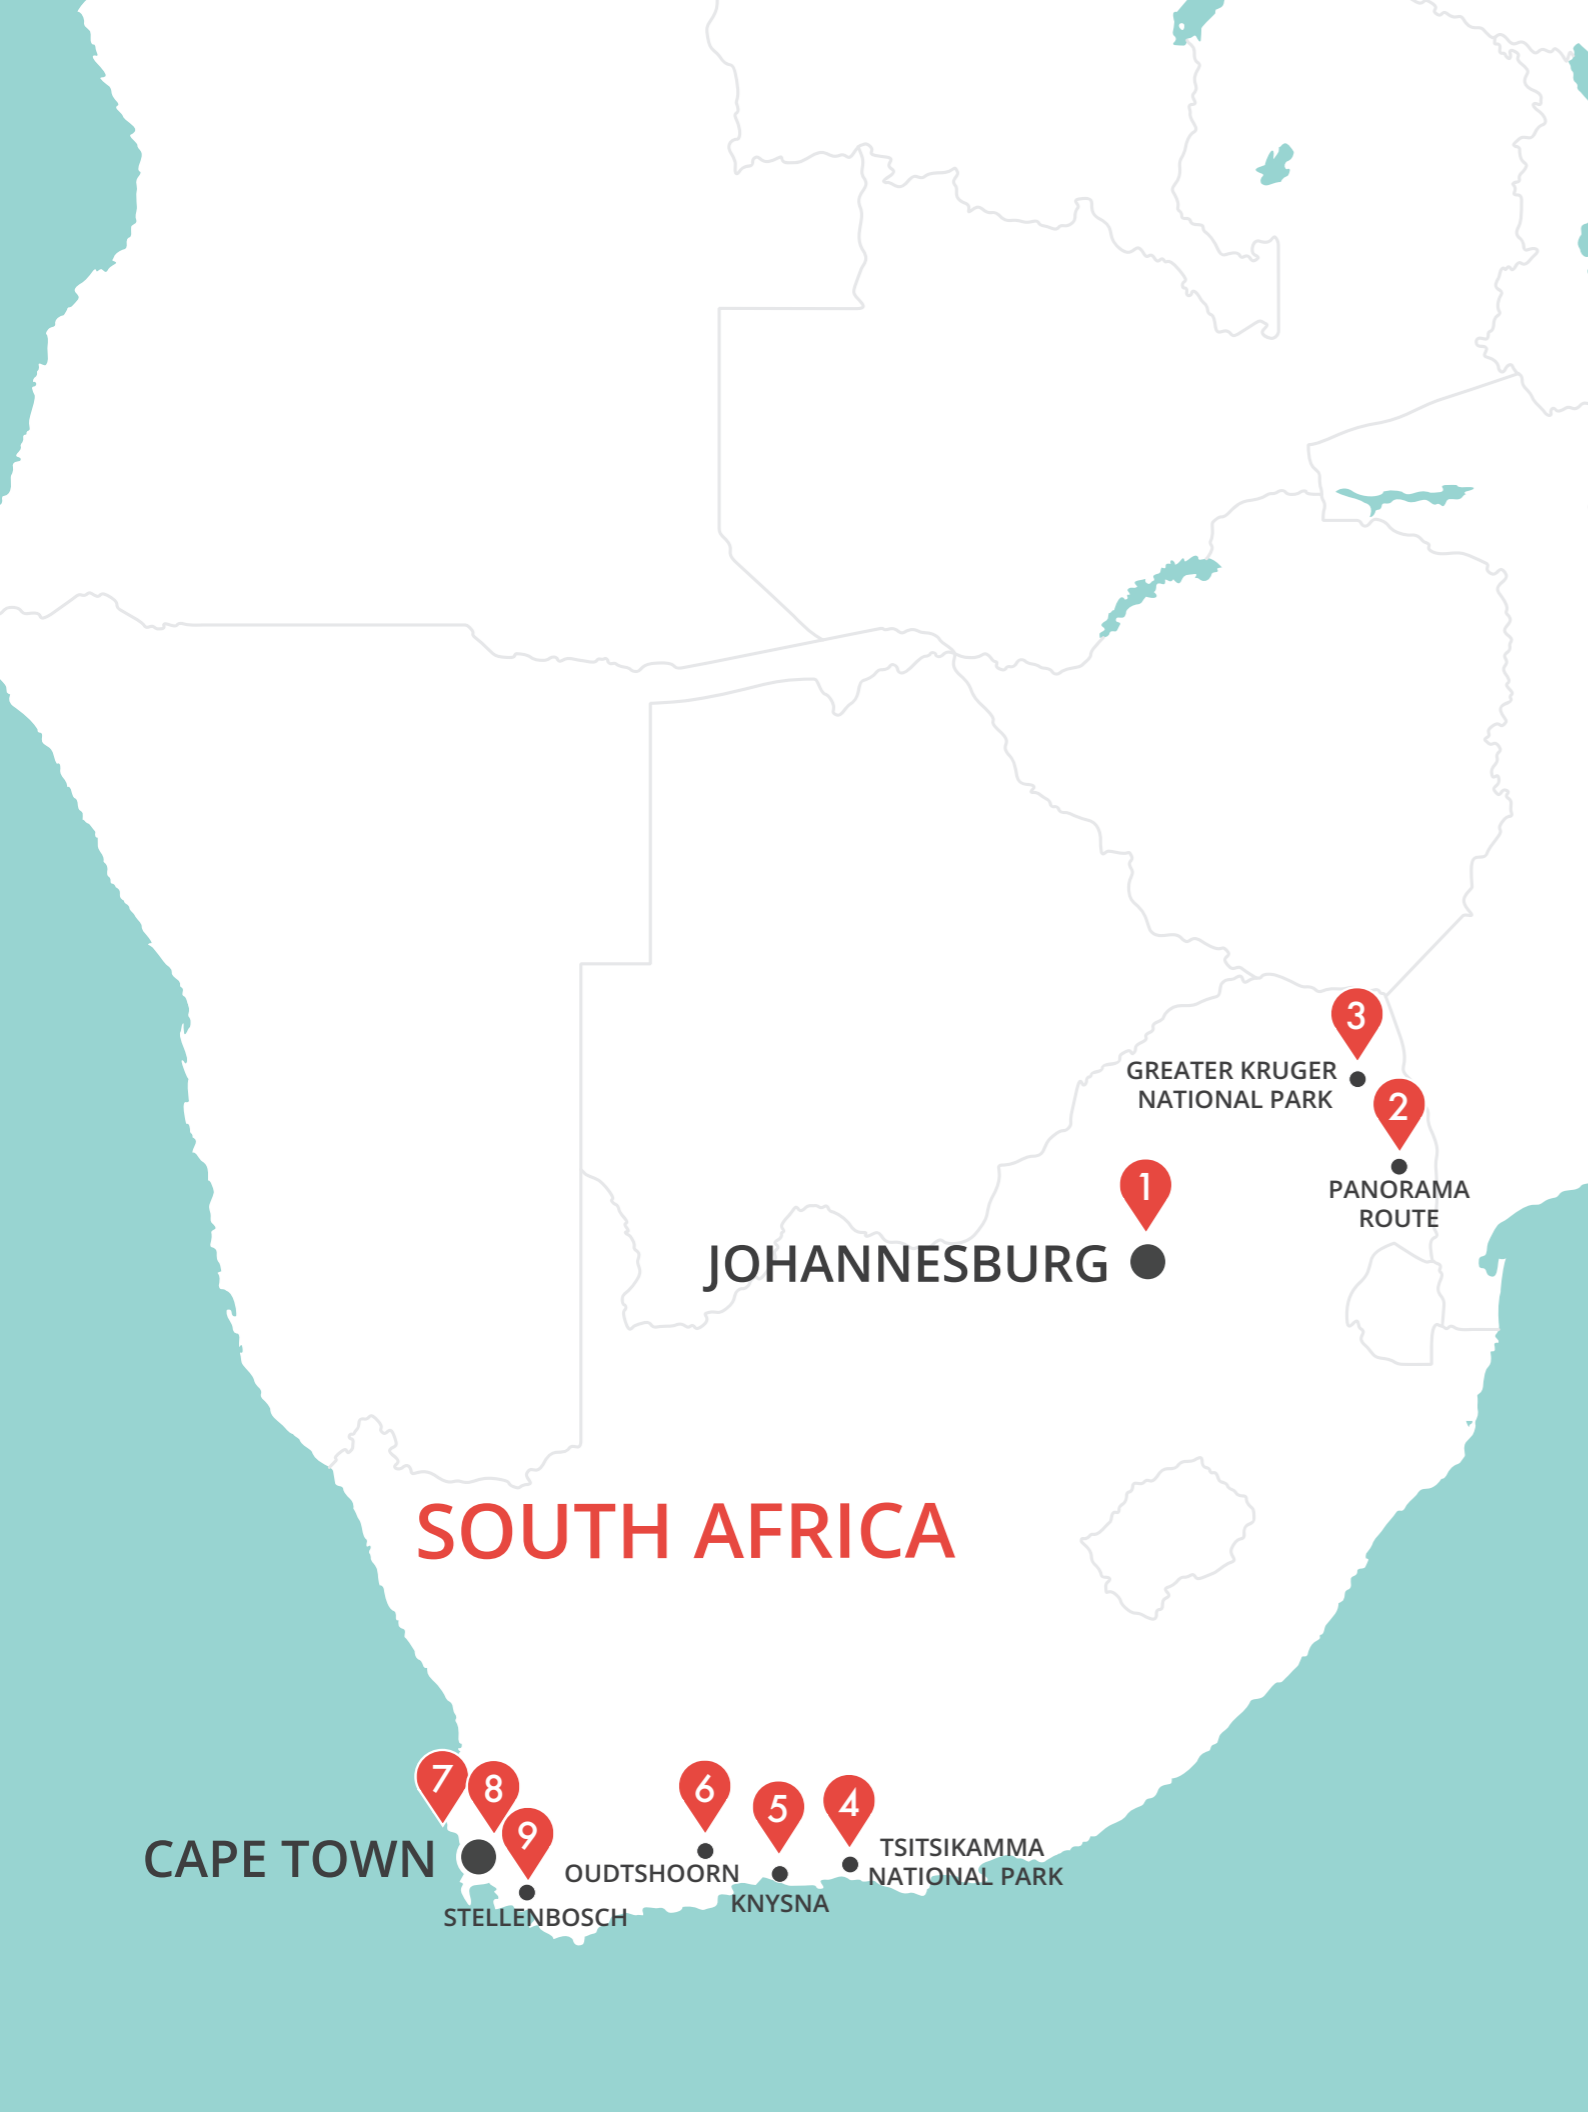 3
GREATER KRUGER
NATIONAL PARK
2
PANORAMA
ROUTE
1
JOHANNESBURG
SOUTH AFRICA
7
8
9
6
5
4
CAPE TOWN
STELLENBOSCH
OUDTSHOORN
KNYSNA
TSITSIKAMMA
NATIONAL PARK